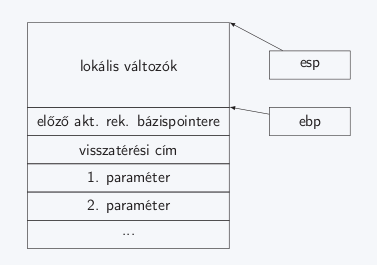 lokális változók
esp
előző akt. rek. bázispointere
ebp
visszatérési cím
1. paraméter
2. paraméter
...